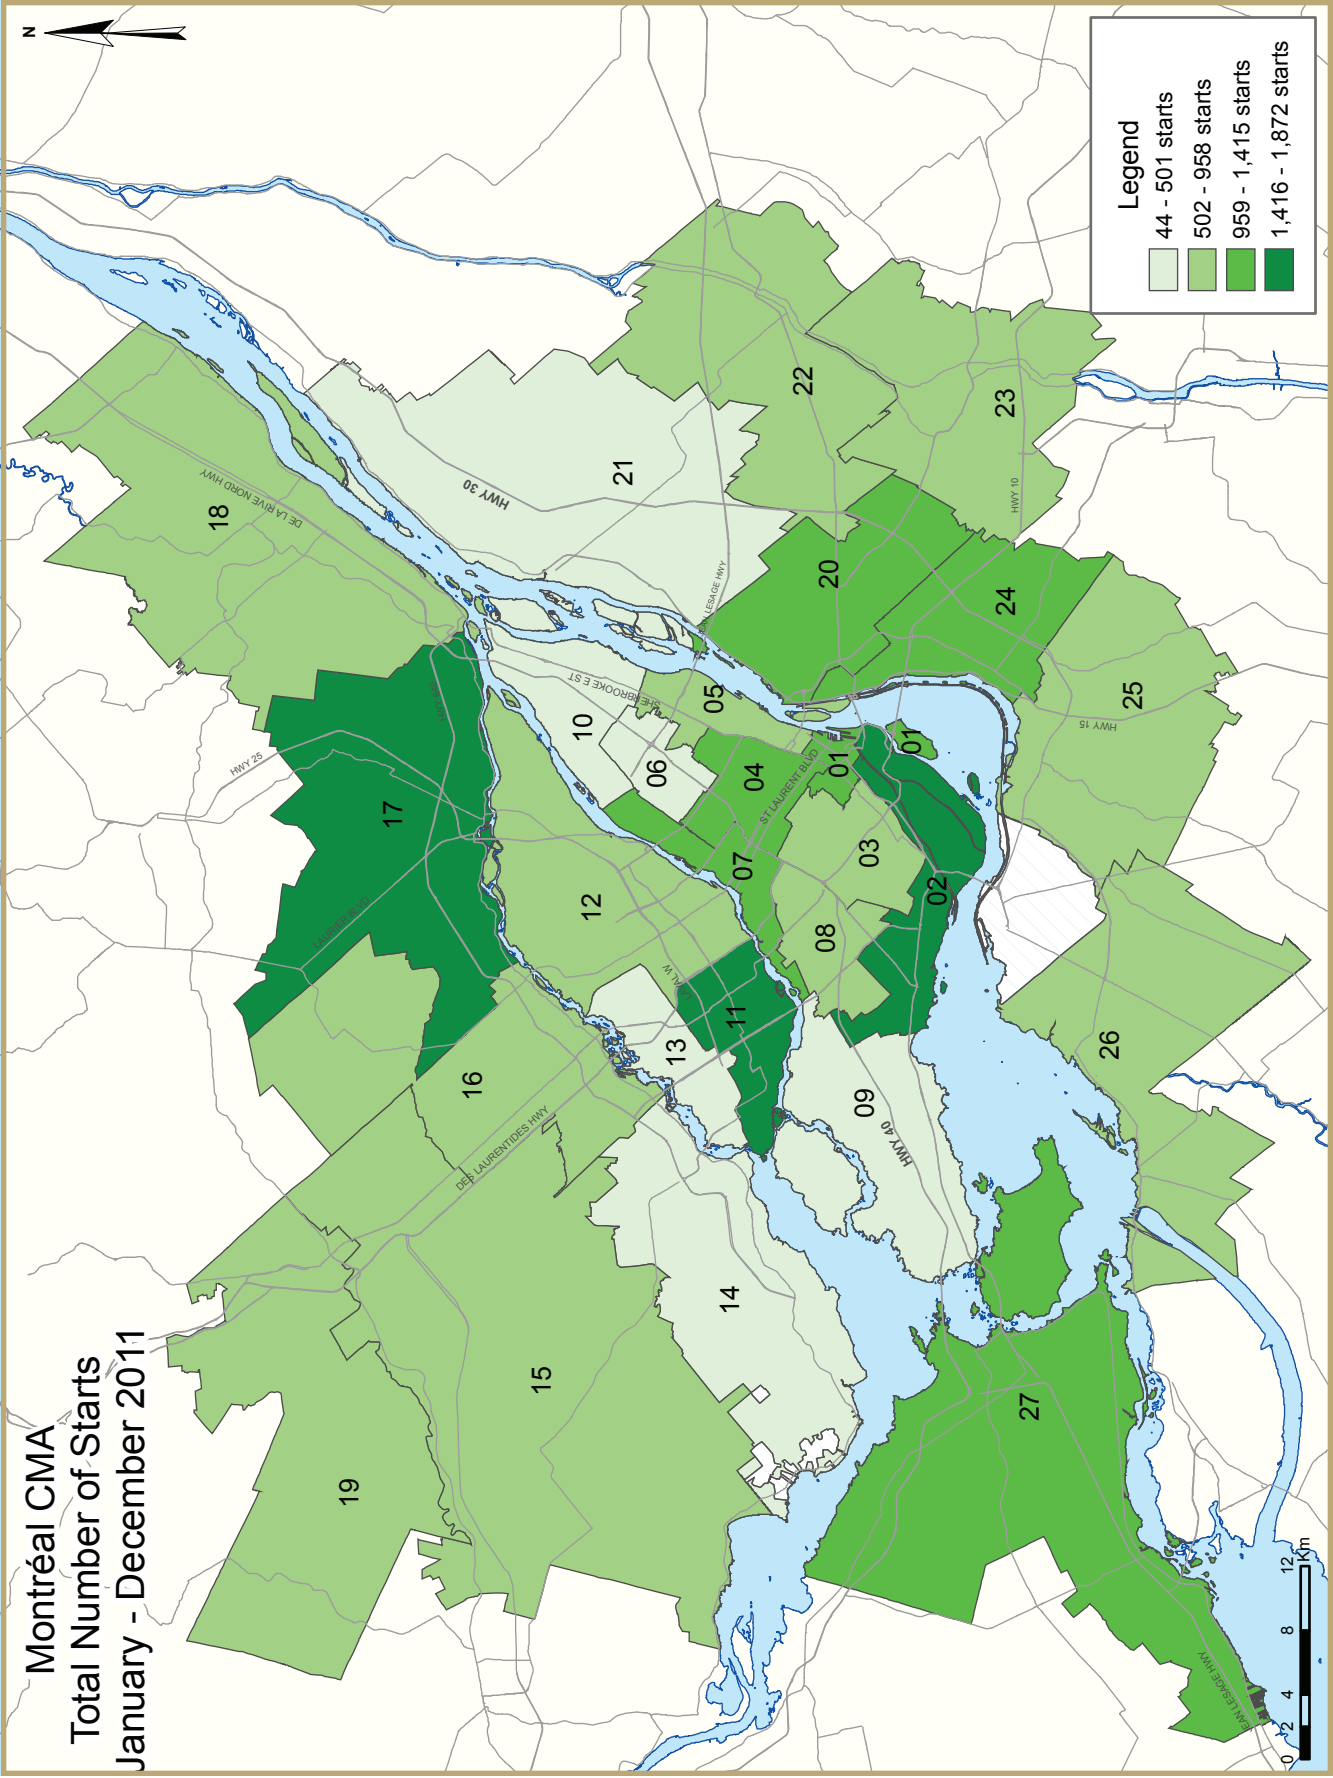 Montréal CMA
Total Number of Starts
January - December 2011
N
18
DE LA RIVE NORD HWY
HWY 30
21
22
23
HWY 10
20
LESAGE HWY
24
25
HWY 15
17
HWY 25
LAURIER BLVD
SHERBROOKE E ST
10
06
05
04
ST LAURENT BLVD
01
01
07
03
02
08
12
11
13
16
DES LAURENTIDES HWY
09
HWY 40
26
14
15
19
27
JEAN LESAGE HWY
Legend
44 - 501 starts
502 - 958 starts
959 - 1,415 starts
1,416 - 1,872 starts
0 2 4 8 12
Km